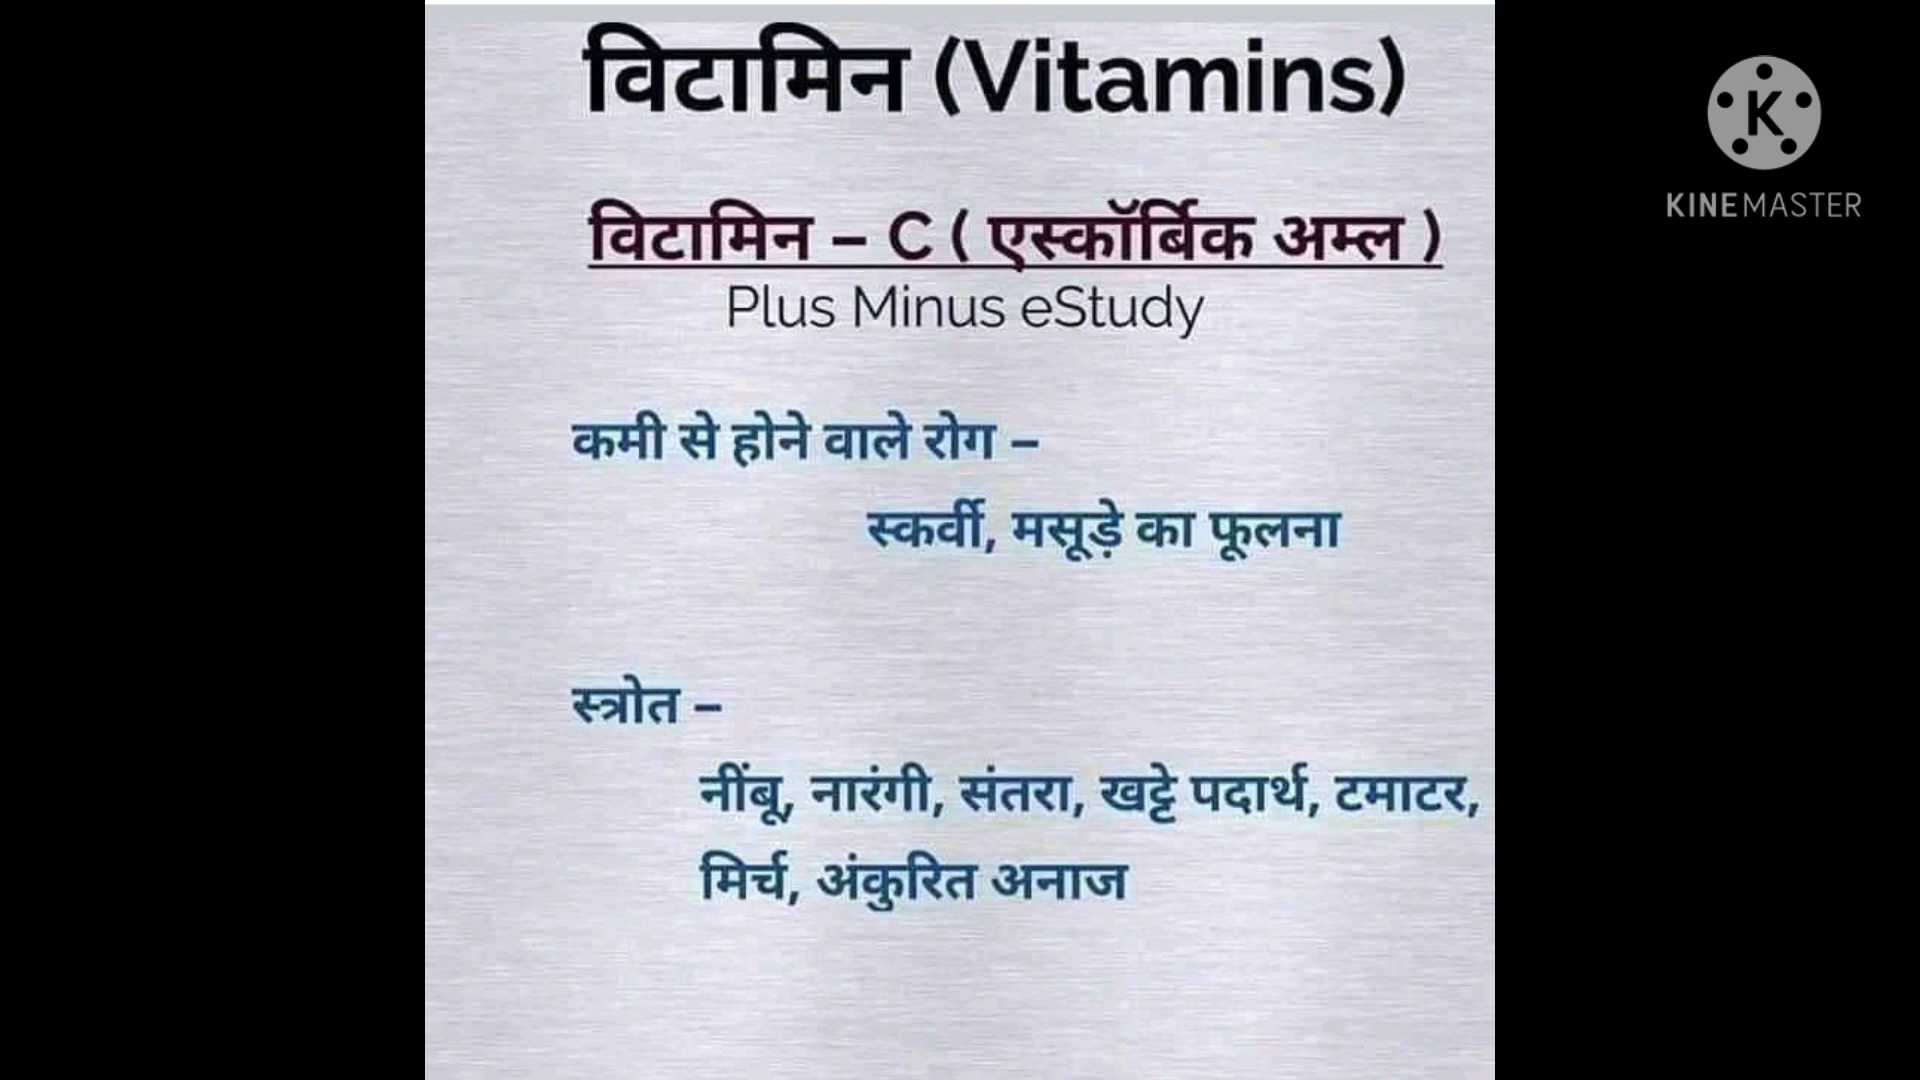 विटामिन (Vitamins)
विटामिन – C ( एस्कॉर्बिक अम्ल )
Plus Minus eStudy
कमी से होने वाले रोग –
स्कर्वी, मसूड़े का फूलना
स्त्रोत –
नींबू, नारंगी, संतरा, खट्टे पदार्थ, टमाटर,
मिर्च, अंकुरित अनाज
K
KINEMASTER